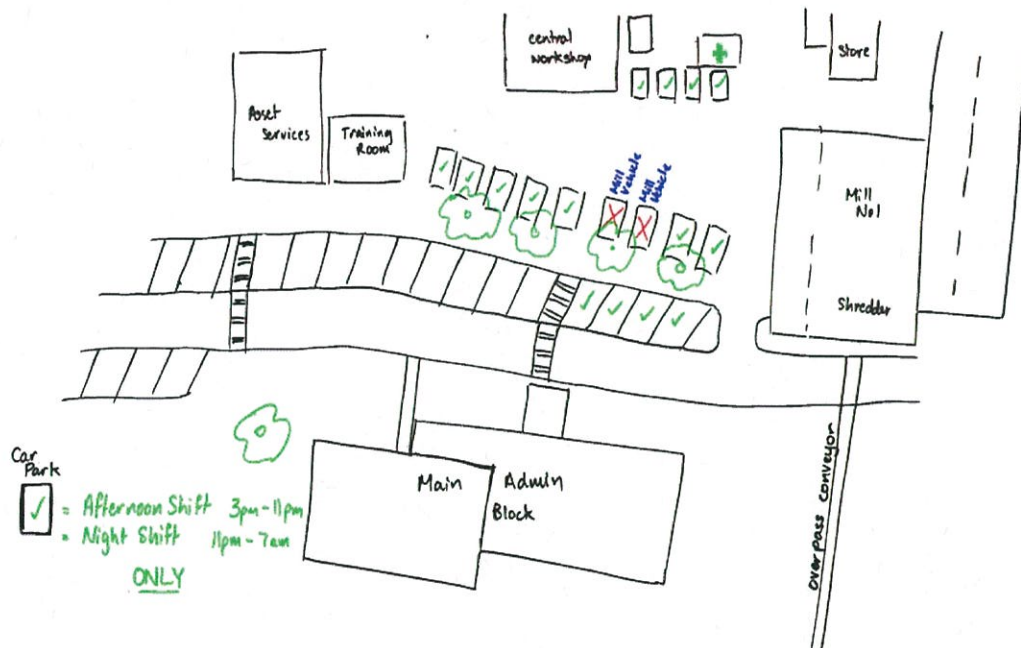 central
workshop
Store
Asset
Services
Training
Room
Mill
Vehicle
Mill
Vehicle
Mill
No1
Shredder
Car
Park
✓ = Afternoon Shift 3pm-11pm
= Night Shift 11pm-7am
ONLY
Main Admin
Block
overpass conveyor